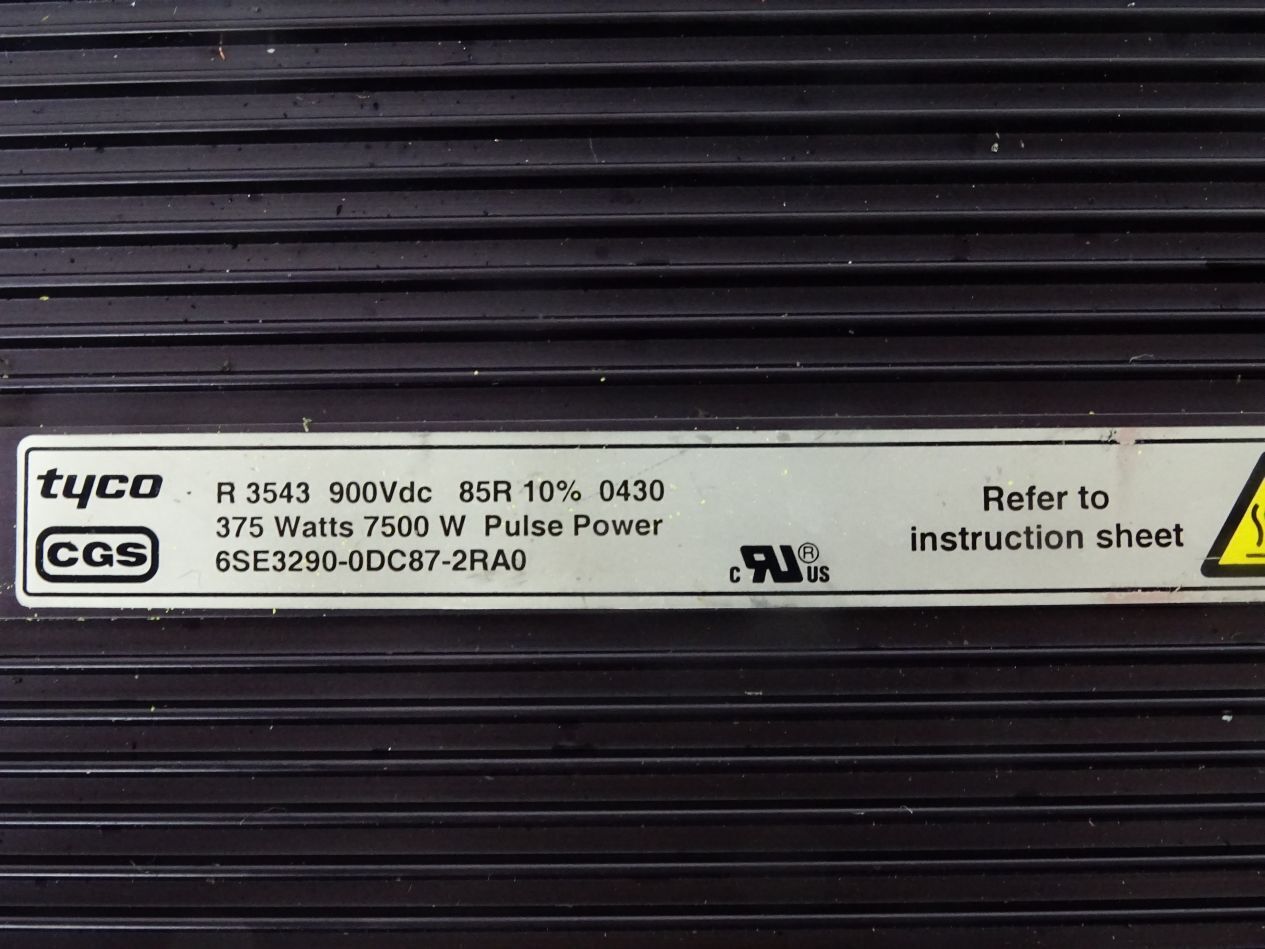 tyco
CGS
R 3543 900Vdc 85R 10% 0430
375 Watts 7500 W Pulse Power
6SE3290-0DC87-2RA0
c RU ® US
Refer to
instruction sheet